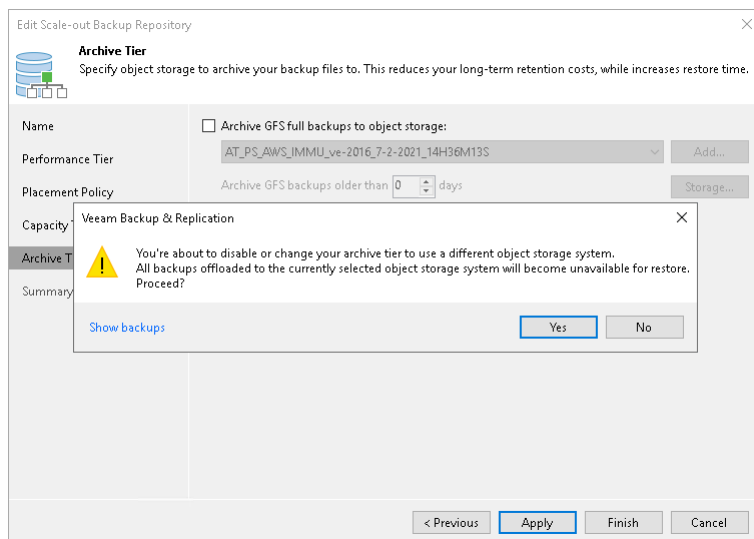 Edit Scale-out Backup Repository
Archive Tier
Specify object storage to archive your backup files to. This reduces your long-term retention costs, while increases restore time.
Name
Performance Tier
Placement Policy
Capacity T
Archive T
Summary
Archive GFS full backups to object storage:
AT_PS_AWS_IMMU_ve-2016_7-2-2021_14H36M13S
Add...
Archive GFS backups older than 0 days
Storage...
Veeam Backup & Replication
You're about to disable or change your archive tier to use a different object storage system.
All backups offloaded to the currently selected object storage system will become unavailable for restore.
Proceed?
Show backups
Yes
No
< Previous
Apply
Finish
Cancel